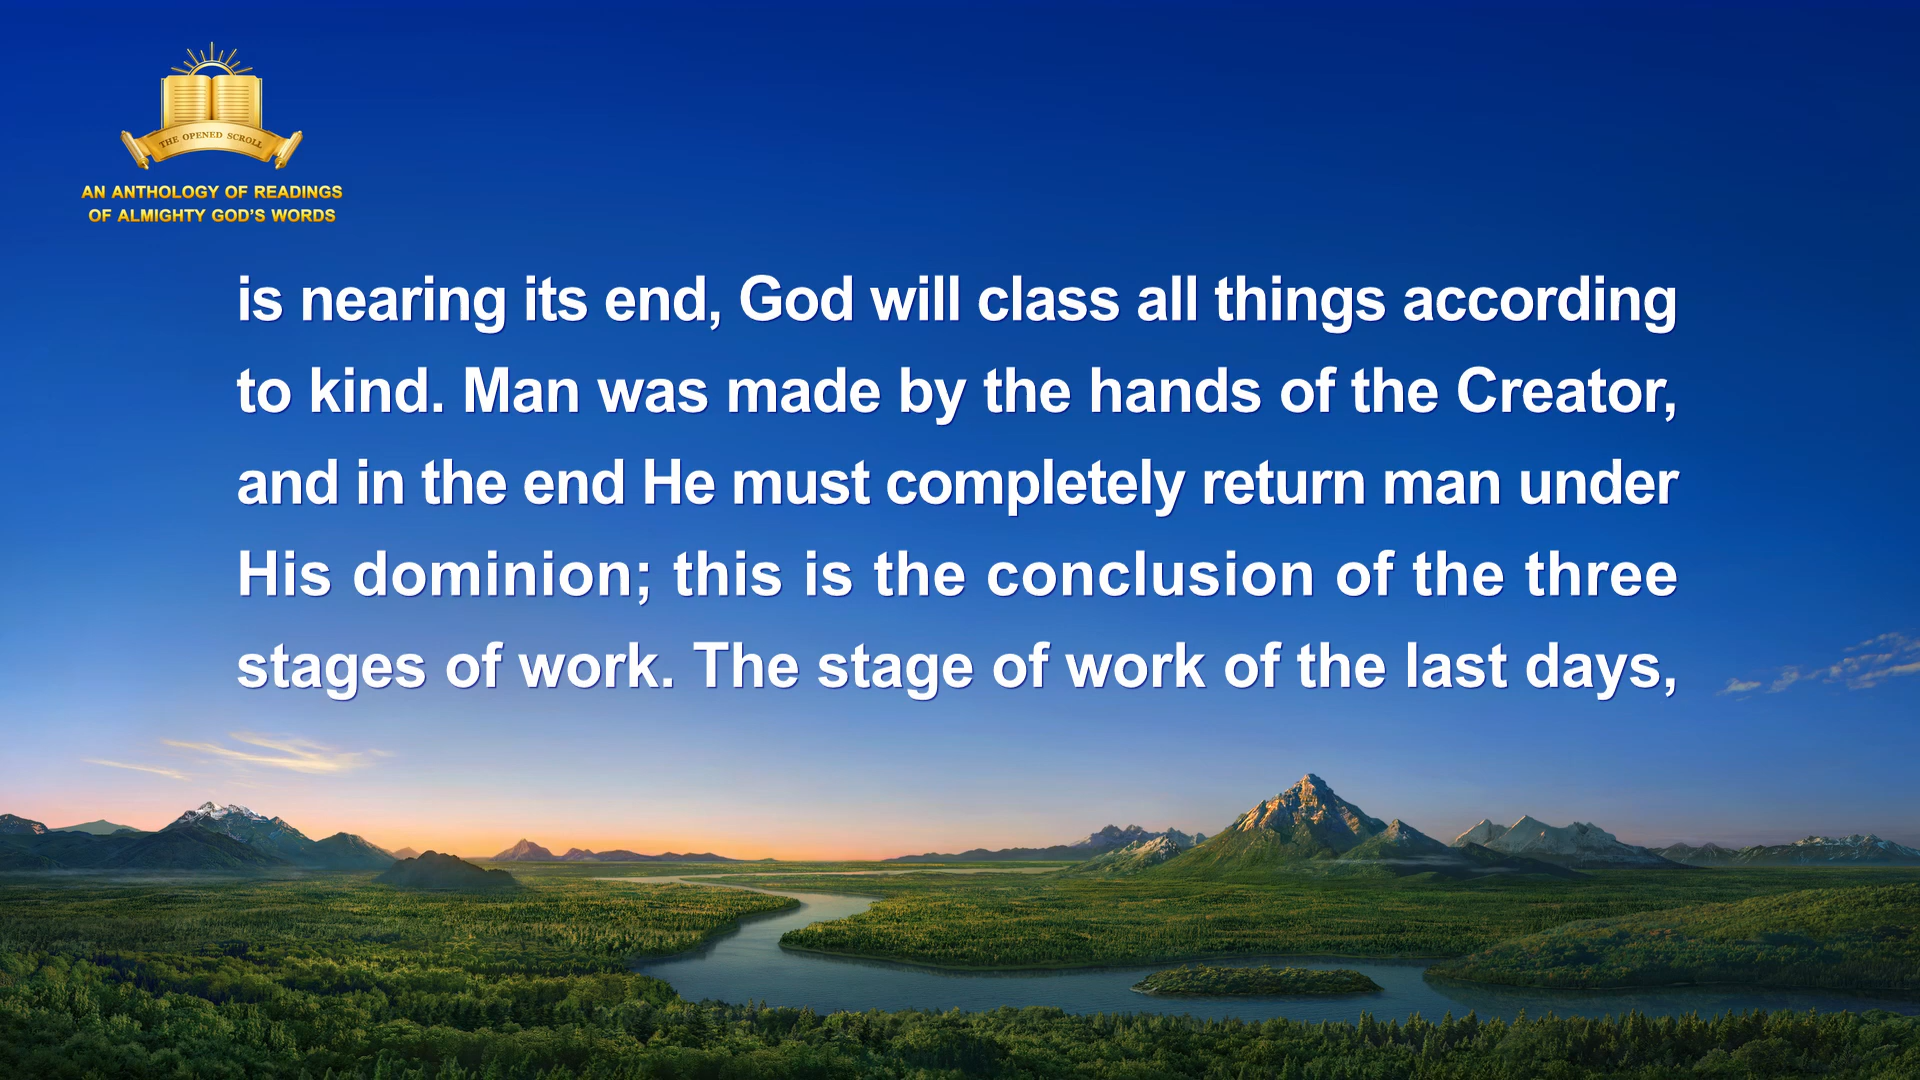 THE OPENED SCROLL
AN ANTHOLOGY OF READINGS
OF ALMIGHTY GOD'S WORDS
is nearing its end, God will class all things according
to kind. Man was made by the hands of the Creator,
and in the end He must completely return man under
His dominion; this is the conclusion of the three
stages of work. The stage of work of the last days,